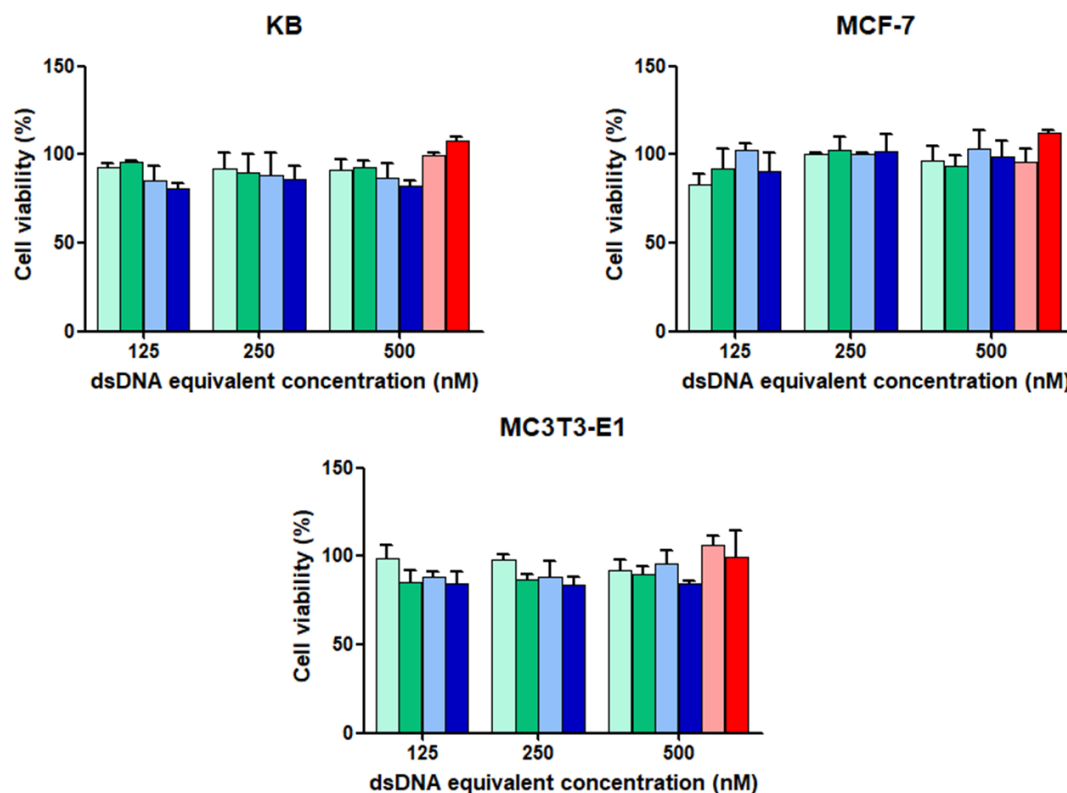 KB
150
100
50
0
Cell viability (%)
125 250 500
dsDNA equivalent concentration (nM)
MCF-7
150
100
50
0
Cell viability (%)
125 250 500
dsDNA equivalent concentration (nM)
MC3T3-E1
150
100
50
0
Cell viability (%)
125 250 500
dsDNA equivalent concentration (nM)